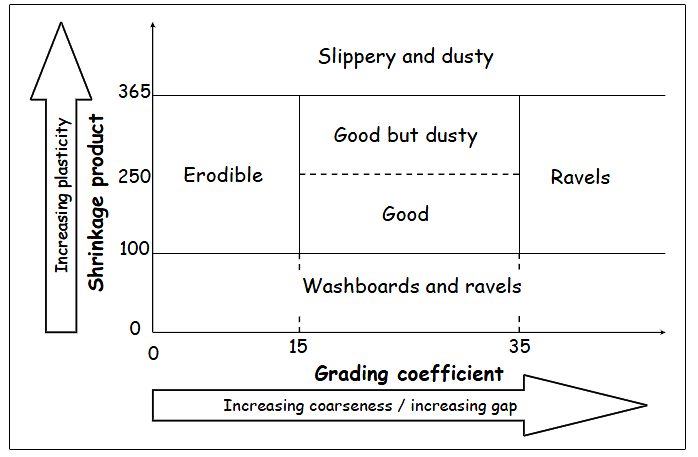 Slippery and dusty
365
Good but dusty
Increasing plasticity
Shrinkage product
250
Erodible
Ravels
Good
100
Washboards and ravels
0
0
15
35
Grading coefficient
Increasing coarseness / increasing gap